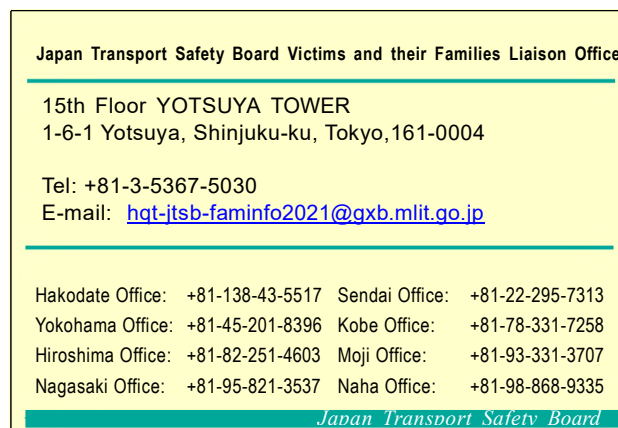 Japan Transport Safety Board Victims and their Families Liaison Office
15th Floor YOTSUYA TOWER
1-6-1 Yotsuya, Shinjuku-ku, Tokyo,161-0004
Tel: +81-3-5367-5030
E-mail: hqt-jtsb-faminfo2021@gxb.mlit.go.jp
Hakodate Office: +81-138-43-5517 Sendai Office: +81-22-295-7313
Yokohama Office: +81-45-201-8396 Kobe Office: +81-78-331-7258
Hiroshima Office: +81-82-251-4603 Moji Office: +81-93-331-3707
Nagasaki Office: +81-95-821-3537 Naha Office: +81-98-868-9335
Japan Transport Safety Board